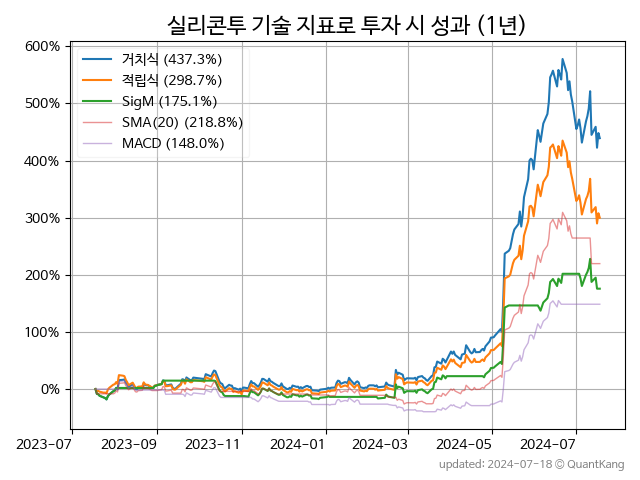 실리콘투 기술 지표로 투자 시 성과 (1년)
600%
500%
400%
300%
200%
100%
0%
거치식 (437.3%)
적립식 (298.7%)
SigM (175.1%)
SMA(20) (218.8%)
MACD (148.0%)
2023-07 2023-09 2023-11 2024-01 2024-03 2024-05 2024-07
updated: 2024-07-18 © QuantKang